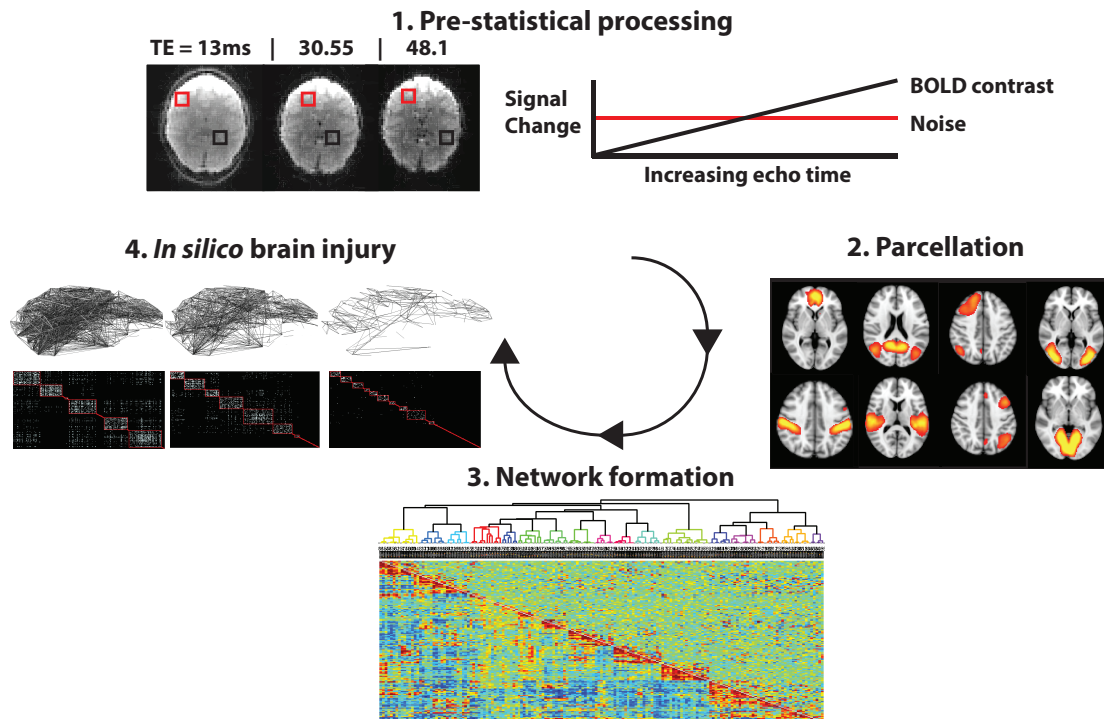 1. Pre-statistical processing
TE = 13ms | 30.55 | 48.1
Signal
Change
BOLD contrast
Noise
Increasing echo time
4. In silico brain injury
2. Parcellation
3. Network formation